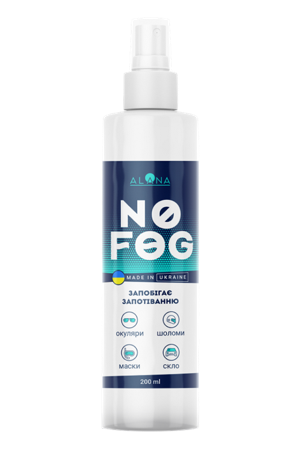 ALANA
NO
FOG
MADE IN UKRAINE
ЗАПОБІГАЄ
ЗАПОТІВАННЮ
окуляри шоломи
маски скло
200 ml